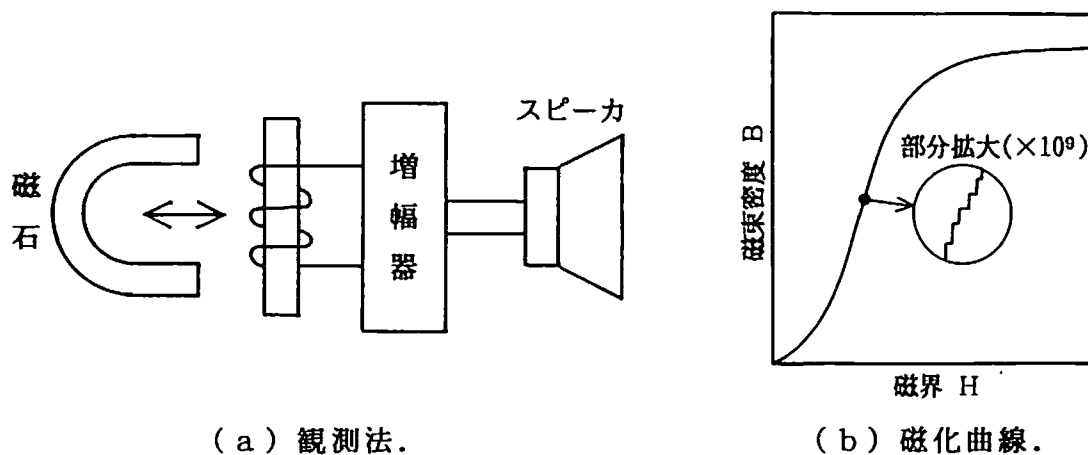 磁石
増幅器
スピーカ
(a)観測法.
磁束密度 B
部分拡大(×10⁹)
磁界 H
(b)磁化曲線.